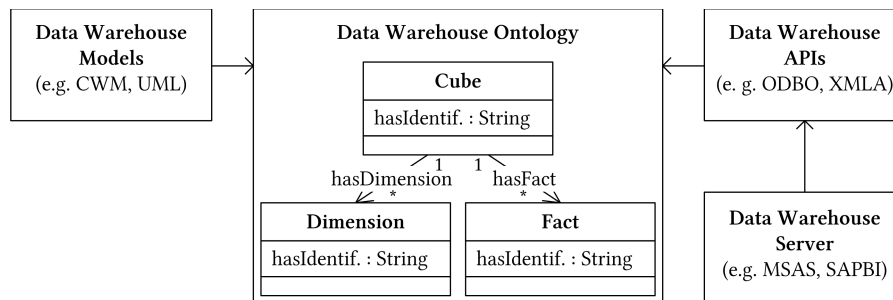 Data Warehouse
Models
(e.g. CWM, UML)
Data Warehouse Ontology
Cube
hasIdentif. : String
1
1
hasDimension
hasFact
*
*
Dimension
hasIdentif. : String
Fact
hasIdentif. : String
Data Warehouse
APIs
(e. g. ODBO, XMLA)
Data Warehouse
Server
(e.g. MSAS, SAPBI)